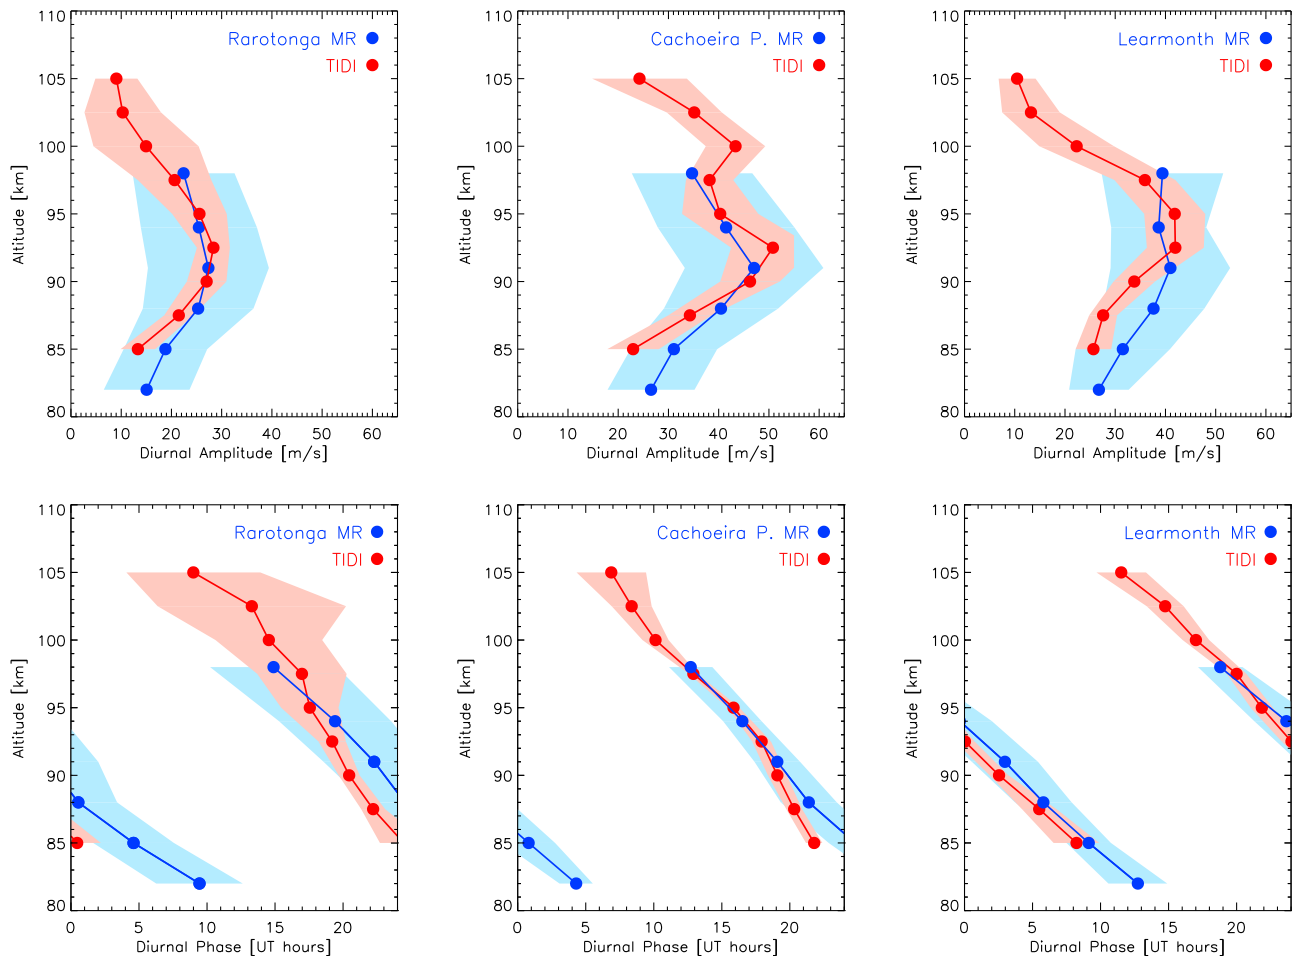 110
105
100
95
90
85
80
Altitude [km]
Rarotonga MR
TIDI
0 10 20 30 40 50 60
Diurnal Amplitude [m/s]
110
105
100
95
90
85
80
Altitude [km]
Cachoeira P. MR
TIDI
0 10 20 30 40 50 60
Diurnal Amplitude [m/s]
110
105
100
95
90
85
80
Altitude [km]
Learmonth MR
TIDI
0 10 20 30 40 50 60
Diurnal Amplitude [m/s]
110
105
100
95
90
85
80
Altitude [km]
Rarotonga MR
TIDI
0 5 10 15 20
Diurnal Phase [UT hours]
110
105
100
95
90
85
80
Altitude [km]
Cachoeira P. MR
TIDI
0 5 10 15 20
Diurnal Phase [UT hours]
110
105
100
95
90
85
80
Altitude [km]
Learmonth MR
TIDI
0 5 10 15 20
Diurnal Phase [UT hours]